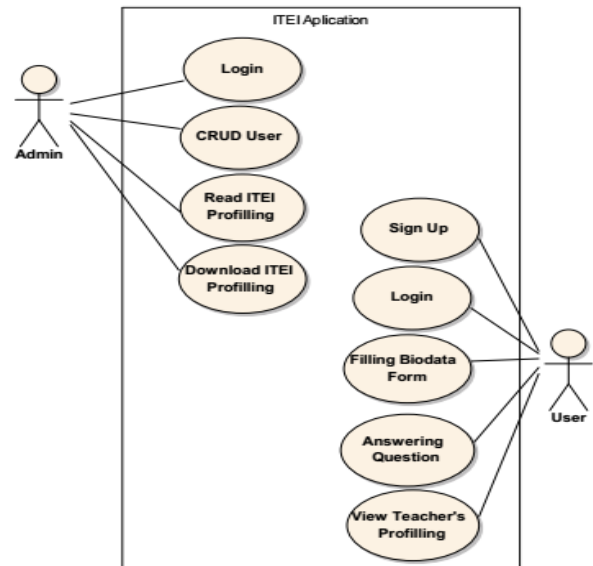 ITEI Aplication
Login
CRUD User
Read ITEI
Profilling
Download ITEI
Profilling
Admin
Sign Up
Login
Filling Biodata
Form
Answering
Question
View Teacher's
Profilling
User